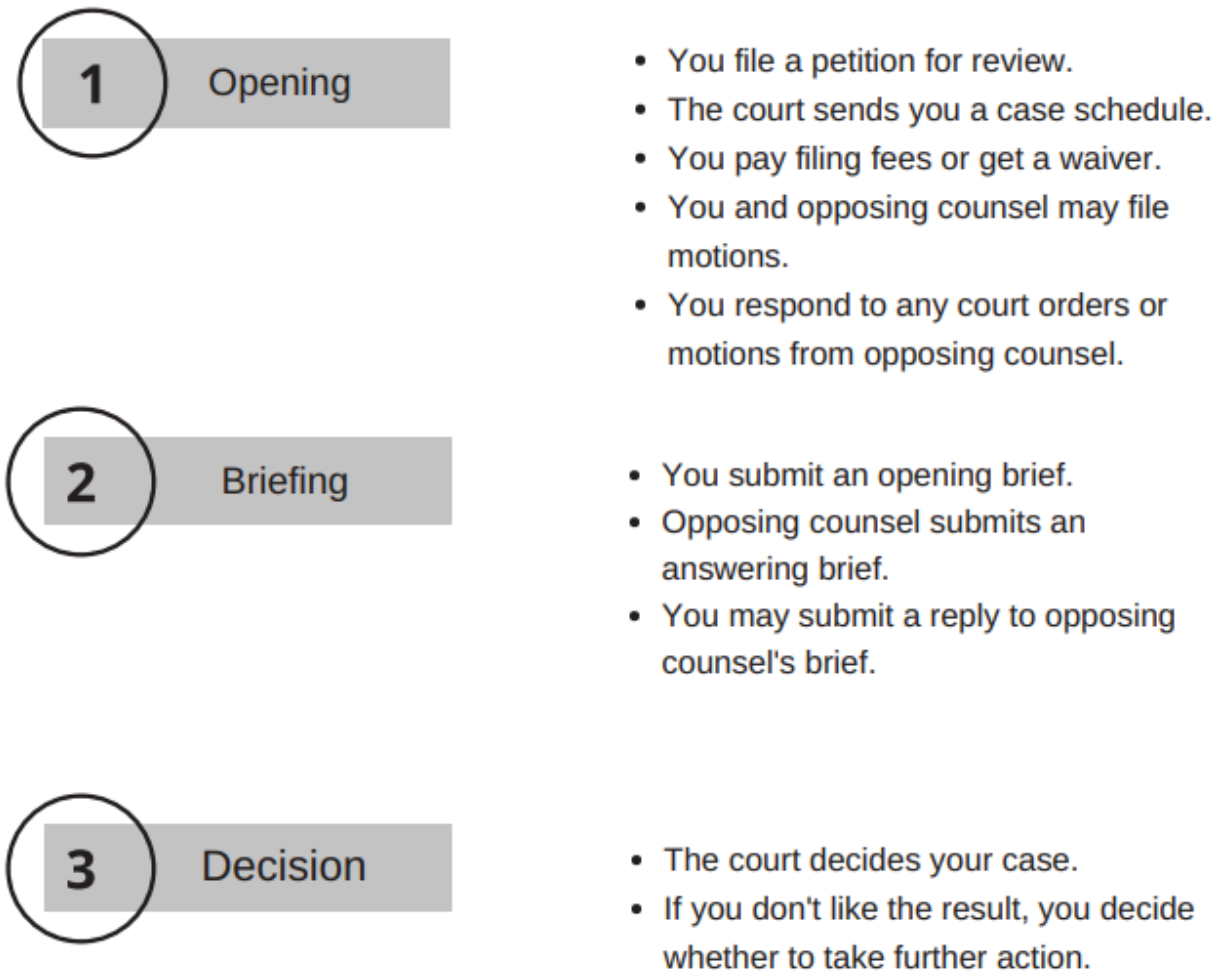 1
Opening
• You file a petition for review.
• The court sends you a case schedule.
• You pay filing fees or get a waiver.
• You and opposing counsel may file
motions.
• You respond to any court orders or
motions from opposing counsel.
2
Briefing
• You submit an opening brief.
• Opposing counsel submits an
answering brief.
• You may submit a reply to opposing
counsel's brief.
3
Decision
• The court decides your case.
• If you don't like the result, you decide
whether to take further action.